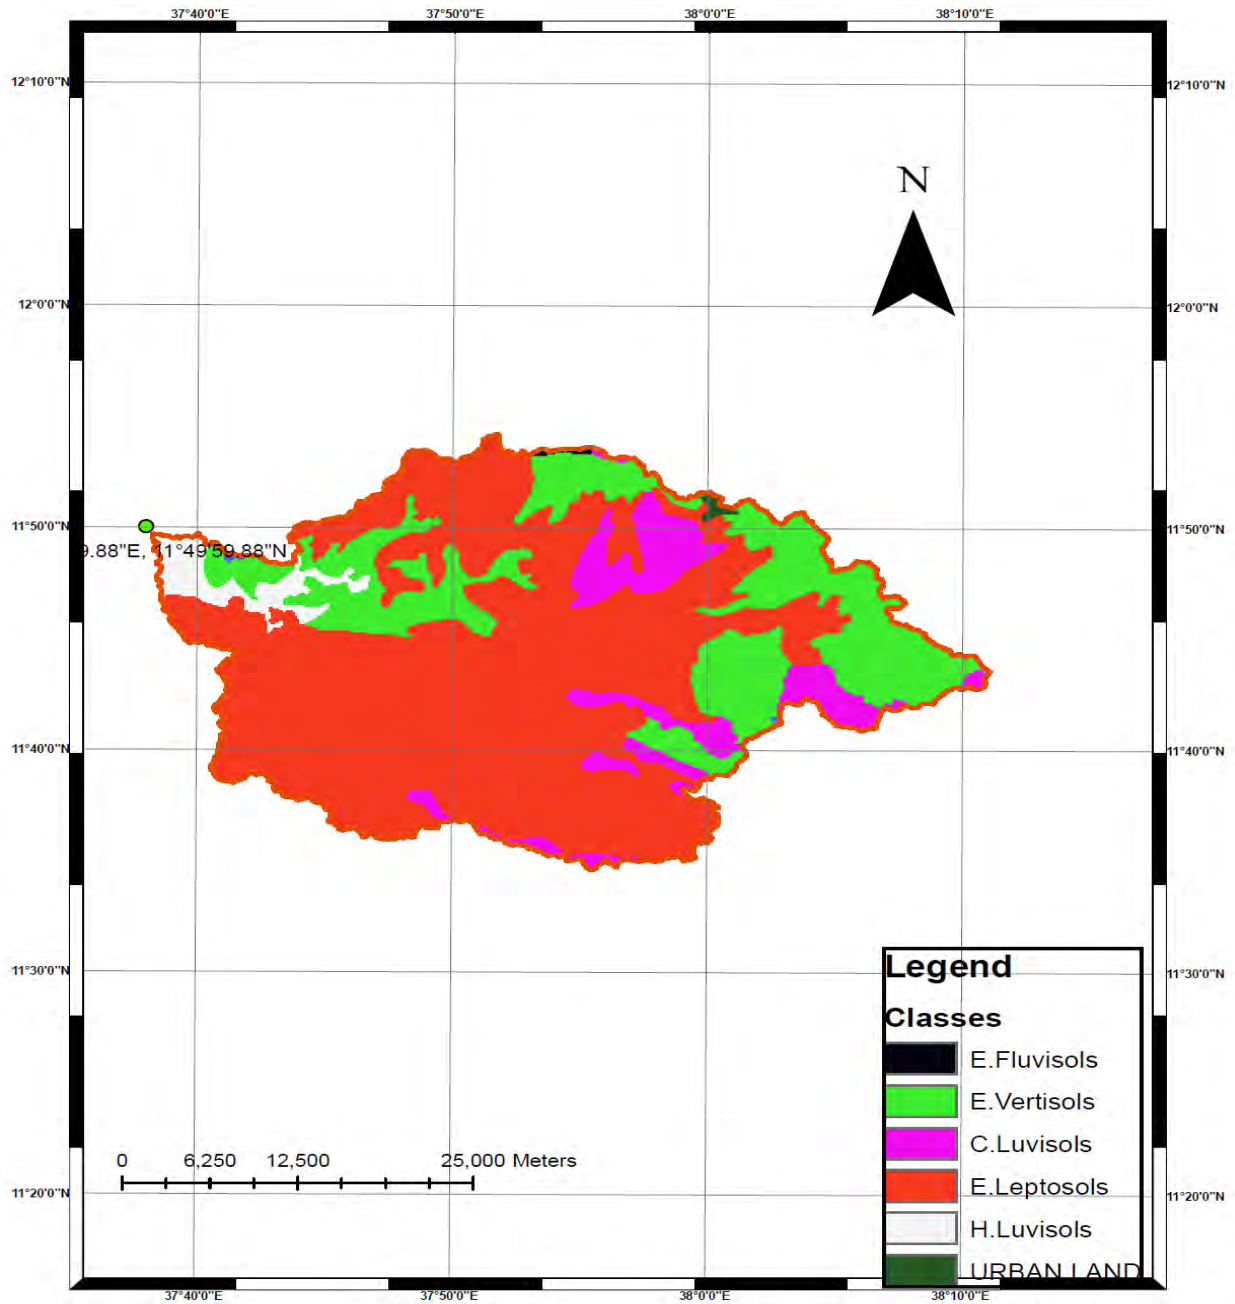 37°40'0"E 37°50'0"E 38°0'0"E 38°10'0"E
12°10'0"N 12°10'0"N
N
12°0'0"N 12°0'0"N
11°50'0"N 11°50'0"N
9.88"E, 11°49'59.88"N
11°40'0"N 11°40'0"N
11°30'0"N 11°30'0"N
Legend
Classes
E.Fluvisols
E.Vertisols
C.Luvisols
E.Leptosols
H.Luvisols
URBAN LAND
0 6,250 12,500 25,000 Meters
11°20'0"N 11°20'0"N
37°40'0"E 37°50'0"E 38°0'0"E 38°10'0"E